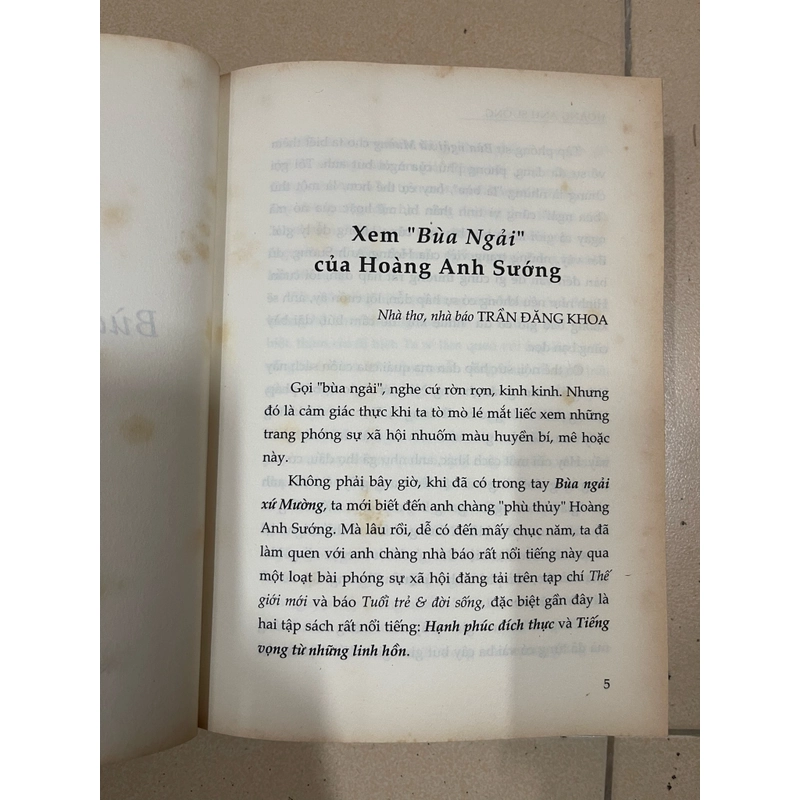 Xem "Bùa Ngải"
của Hoàng Anh Sướng
Nhà thơ, nhà báo TRẦN ĐĂNG KHOA
Gọi "bùa ngải", nghe cứ rờn rợn, kinh kinh. Nhưng
đó là cảm giác thực khi ta tò mò lé mắt liếc xem những
trang phóng sự xã hội nhuốm màu huyền bí, mê hoặc
này.
Không phải bây giờ, khi đã có trong tay Bùa ngải
xứ Mường, ta mới biết đến anh chàng "phù thủy" Hoàng
Anh Sướng. Mà lâu rồi, dễ có đến mấy chục năm, ta đã
làm quen với anh chàng nhà báo rất nổi tiếng này qua
một loạt bài phóng sự xã hội đăng tải trên tạp chí Thế
giới mới và báo Tuổi trẻ & đời sống, đặc biệt gần đây là
hai tập sách rất nổi tiếng: Hạnh phúc đích thực và Tiếng
vọng từ những linh hồn.
5